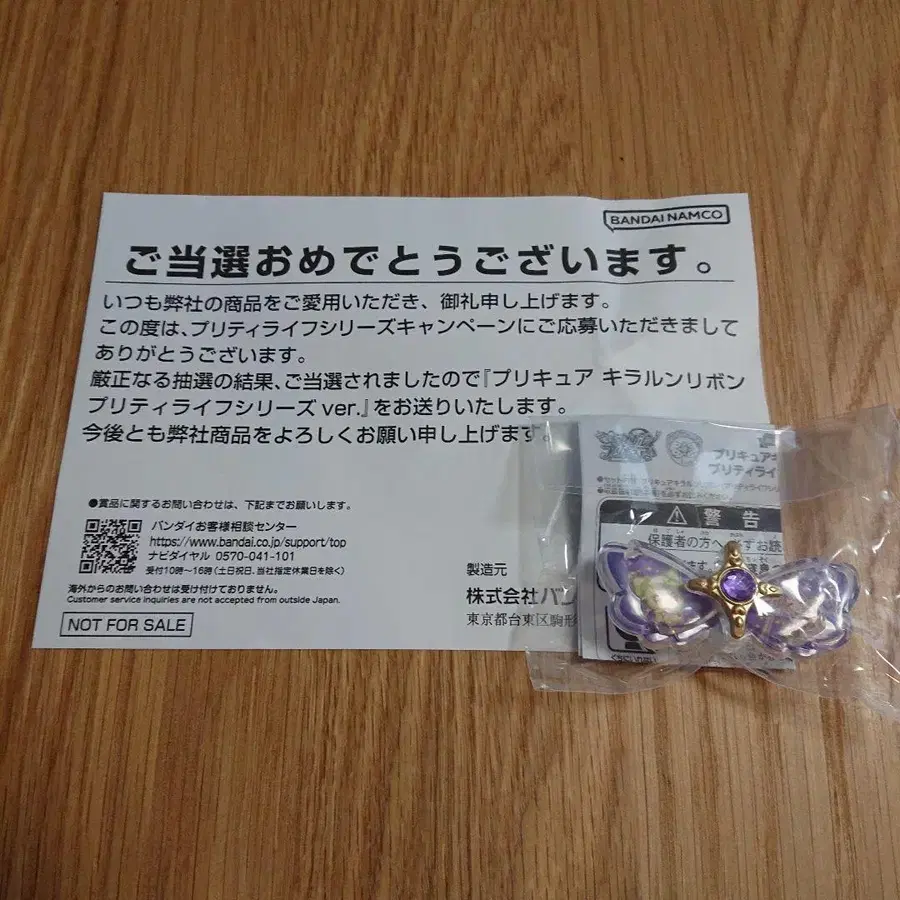 BANDAI NAMCO
ご当選おめでとうございます。
いつも弊社の商品をご愛用いただき、御礼申し上げます。
この度は、プリティライフシリーズキャンペーンにご応募いただきまして
ありがとうございます。
厳正なる抽選の結果、ご当選されましたので『プリキュア キラルンリボン
プリティライフシリーズ ver.』をお送りいたします。
今後とも弊社商品をよろしくお願い申し上げます。
●賞品に関するお問い合わせは、下記までお願いします。
バンダイお客様相談センター
https://www.bandai.co.jp/support/top
ナビダイヤル 0570-041-101
受付10時～16時（土日祝日、当社指定休業日を除く）
海外からのお問い合わせは受け付けておりません。
Customer service inquiries are not accepted from outside Japan.
NOT FOR SALE
製造元
株式会社バン
東京都台東区駒形
プリキュア
プリティライ
警告
保護者の方へ
お読